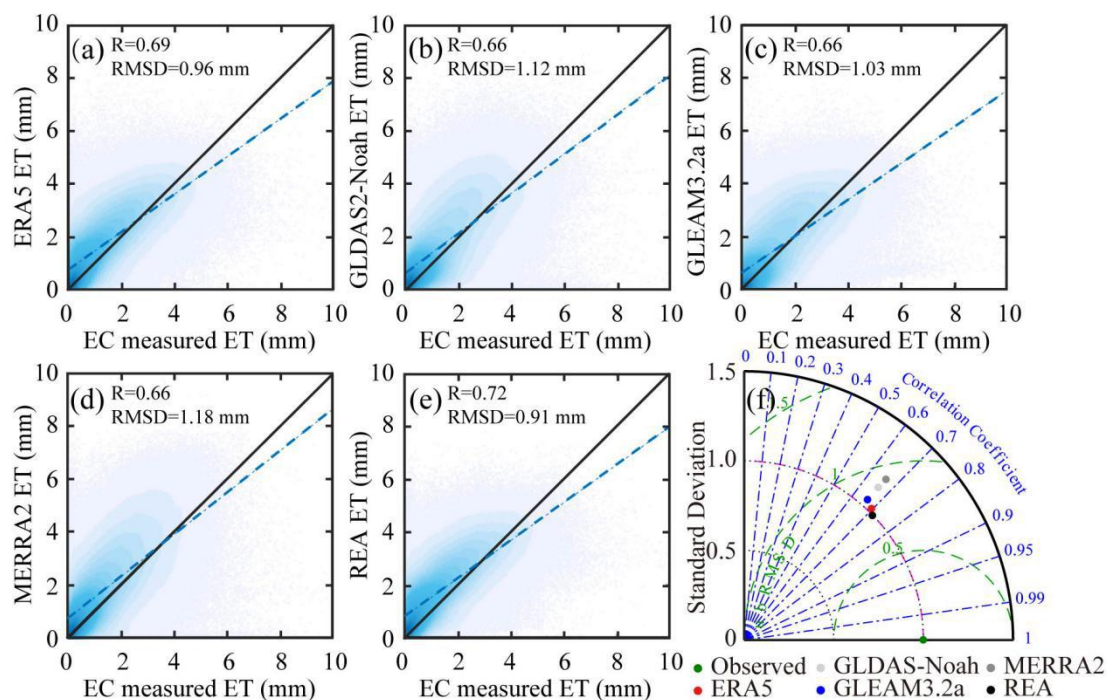 (a)
R=0.69
RMSD=0.96 mm
ERA5 ET (mm)
10
8
6
4
2
0
0 2 4 6 8 10
EC measured ET (mm)
(b)
R=0.66
RMSD=1.12 mm
GLDAS2-Noah ET (mm)
10
8
6
4
2
0
0 2 4 6 8 10
EC measured ET (mm)
(c)
R=0.66
RMSD=1.03 mm
GLEAM3.2a ET (mm)
10
8
6
4
2
0
0 2 4 6 8 10
EC measured ET (mm)
(d)
R=0.66
RMSD=1.18 mm
MERRA2 ET (mm)
10
8
6
4
2
0
0 2 4 6 8 10
EC measured ET (mm)
(e)
R=0.72
RMSD=0.91 mm
REA ET (mm)
10
8
6
4
2
0
0 2 4 6 8 10
EC measured ET (mm)
(f)
Standard Deviation
1.5
1.0
0.5
0
0 0.1 0.2 0.3 0.4 0.5 0.6 0.7 0.8 0.9 0.95 0.99 1
Correlation Coefficient
1
0.5
RMSD
Observed GLDAS-Noah MERRA2
ERA5 GLEAM3.2a REA